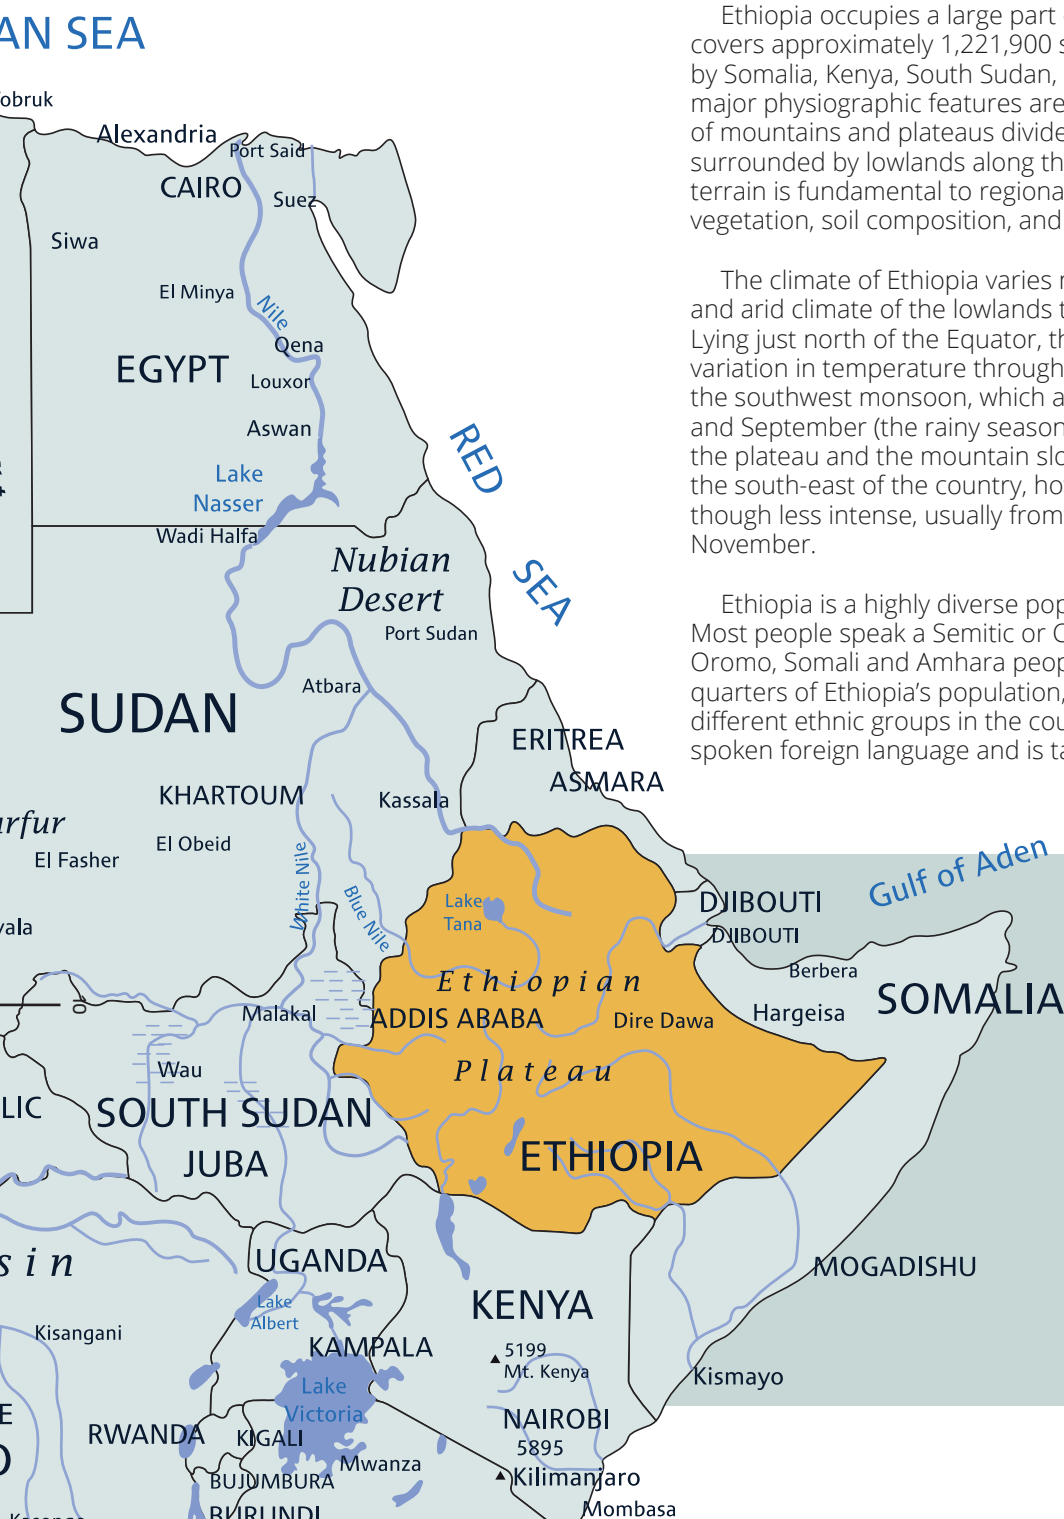 AN SEA
obruk
Alexandria
Port Said
CAIRO
Suez
Siwa
El Minya
Nile
Qena
EGYPT
Louxor
Aswan
Lake
Nasser
Wadi Halfa
RED
SEA
Nubian
Desert
Port Sudan
Atbara
SUDAN
ERITREA
ASMARA
KHARTOUM
Kassala
rfur
El Obeid
El Fasher
White Nile
Blue Nile
Lake
Tana
yala
DJIBOUTI
DJIBOUTI
Gulf of Aden
Berbera
SOMALIA
Hargeisa
Ethiopian
Malakal
ADDIS ABABA
Dire Dawa
Plateau
Wau
LIC
SOUTH SUDAN
JUBA
ETHIOPIA
sin
UGANDA
MOGADISHU
Lake
Albert
KENYA
Kisangani
KAMPALA
5199
Mt. Kenya
Kismayo
Lake
Victoria
E
NAIROBI
RWANDA
KIGALI
5895
O
Mwanza
Kilimanjaro
BUJUMBURA
Mombasa
BURUNDI
Ethiopia occupies a large part
covers approximately 1,221,900 s
by Somalia, Kenya, South Sudan,
major physiographic features are
of mountains and plateaus divide
surrounded by lowlands along th
terrain is fundamental to regiona
vegetation, soil composition, and
The climate of Ethiopia varies
and arid climate of the lowlands t
Lying just north of the Equator, th
variation in temperature through
the southwest monsoon, which a
and September (the rainy season
the plateau and the mountain slo
the south-east of the country, ho
though less intense, usually from
November.
Ethiopia is a highly diverse pop
Most people speak a Semitic or C
Oromo, Somali and Amhara peop
quarters of Ethiopia's population,
different ethnic groups in the cou
spoken foreign language and is ta